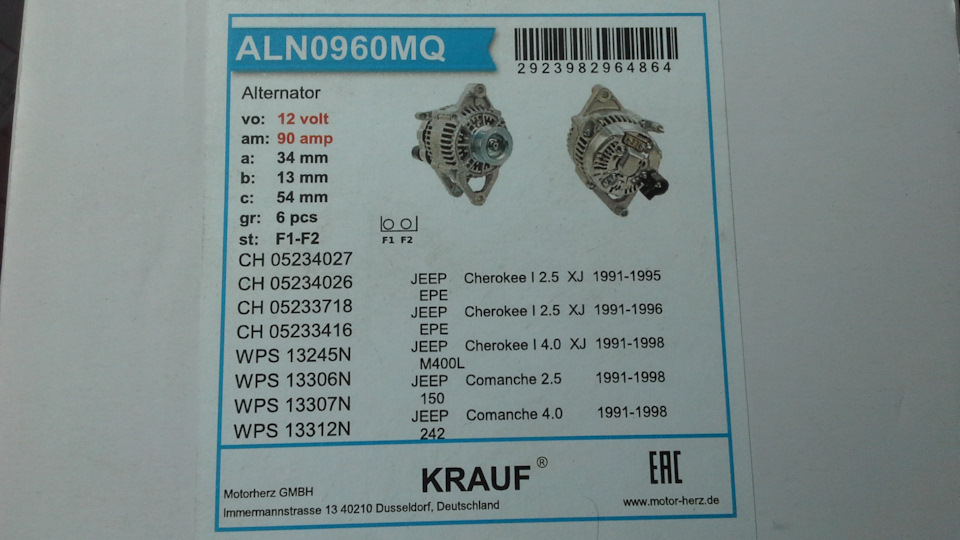 ALN0960MQ
2923982964864
Alternator
vo: 12 volt
am: 90 amp
a: 34 mm
b: 13 mm
c: 54 mm
gr: 6 pcs
st: F1-F2
F1 F2
CH 05234027
CH 05234026
CH 05233718
CH 05233416
WPS 13245N
WPS 13306N
WPS 13307N
WPS 13312N
JEEP Cherokee I 2.5 XJ 1991-1995
EPE
JEEP Cherokee I 2.5 XJ 1991-1996
EPE
JEEP Cherokee I 4.0 XJ 1991-1998
M400L
JEEP Comanche 2.5 1991-1998
150
JEEP Comanche 4.0 1991-1998
242
Motorherz GMBH
Immermannstrasse 13 40210 Dusseldorf, Deutschland
KRAUF®
EAC
www.motor-herz.de